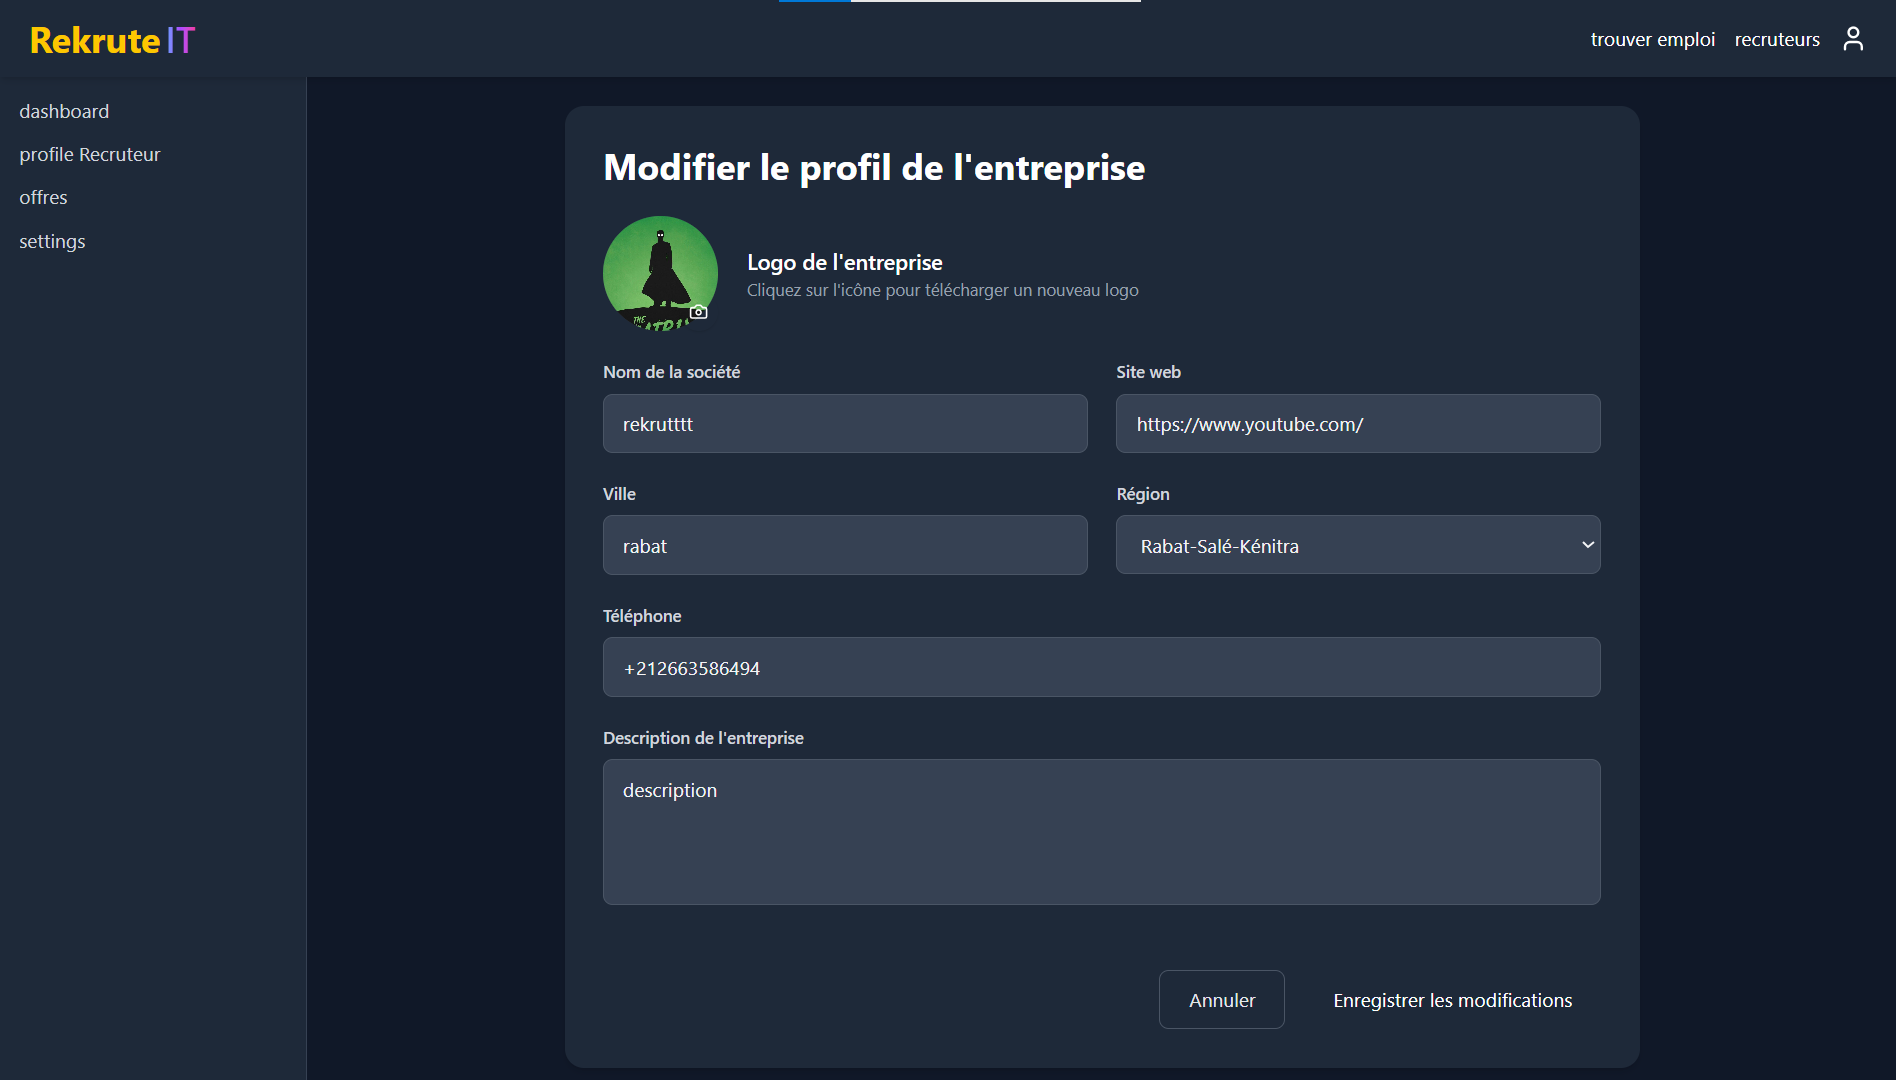 Rekrute IT
trouver emploi
recruteurs
dashboard
profile Recruteur
offres
settings
Modifier le profil de l'entreprise
THE
Logo de l'entreprise
Cliquez sur l'icône pour télécharger un nouveau logo
Nom de la société
Site web
rekrutttt
https://www.youtube.com/
Ville
Région
rabat
Rabat-Salé-Kénitra
Téléphone
+212663586494
Description de l'entreprise
description
Annuler
Enregistrer les modifications